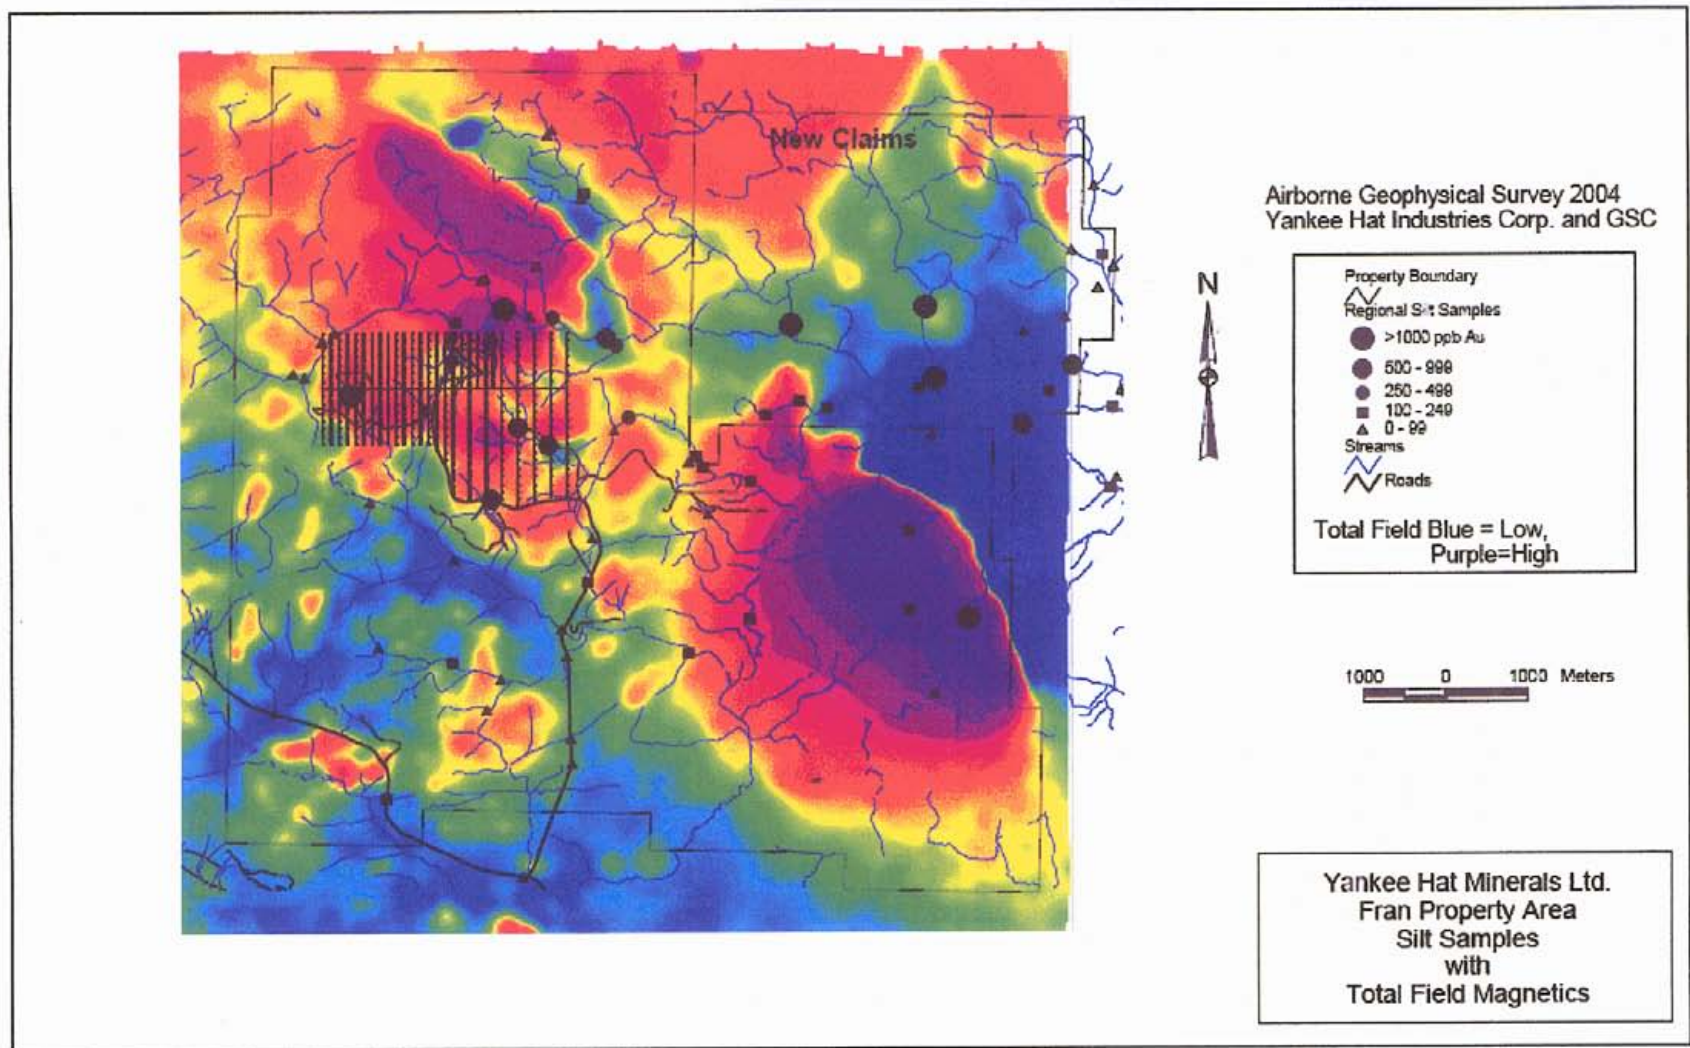 New Claims
Airborne Geophysical Survey 2004
Yankee Hat Industries Corp. and GSC
N
Property Boundary
Regional Silt Samples
>1000 ppb Au
500 - 999
250 - 499
100 - 249
0 - 99
Streams
Roads
Total Field Blue = Low,
Purple=High
1000 0 1000 Meters
Yankee Hat Minerals Ltd.
Fran Property Area
Silt Samples
with
Total Field Magnetics